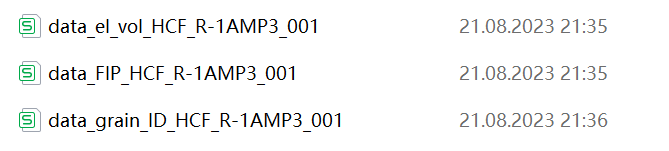 data_el_vol_HCF_R-1AMP3_001 21.08.2023 21:35
data_FIP_HCF_R-1AMP3_001 21.08.2023 21:35
data_grain_ID_HCF_R-1AMP3_001 21.08.2023 21:36